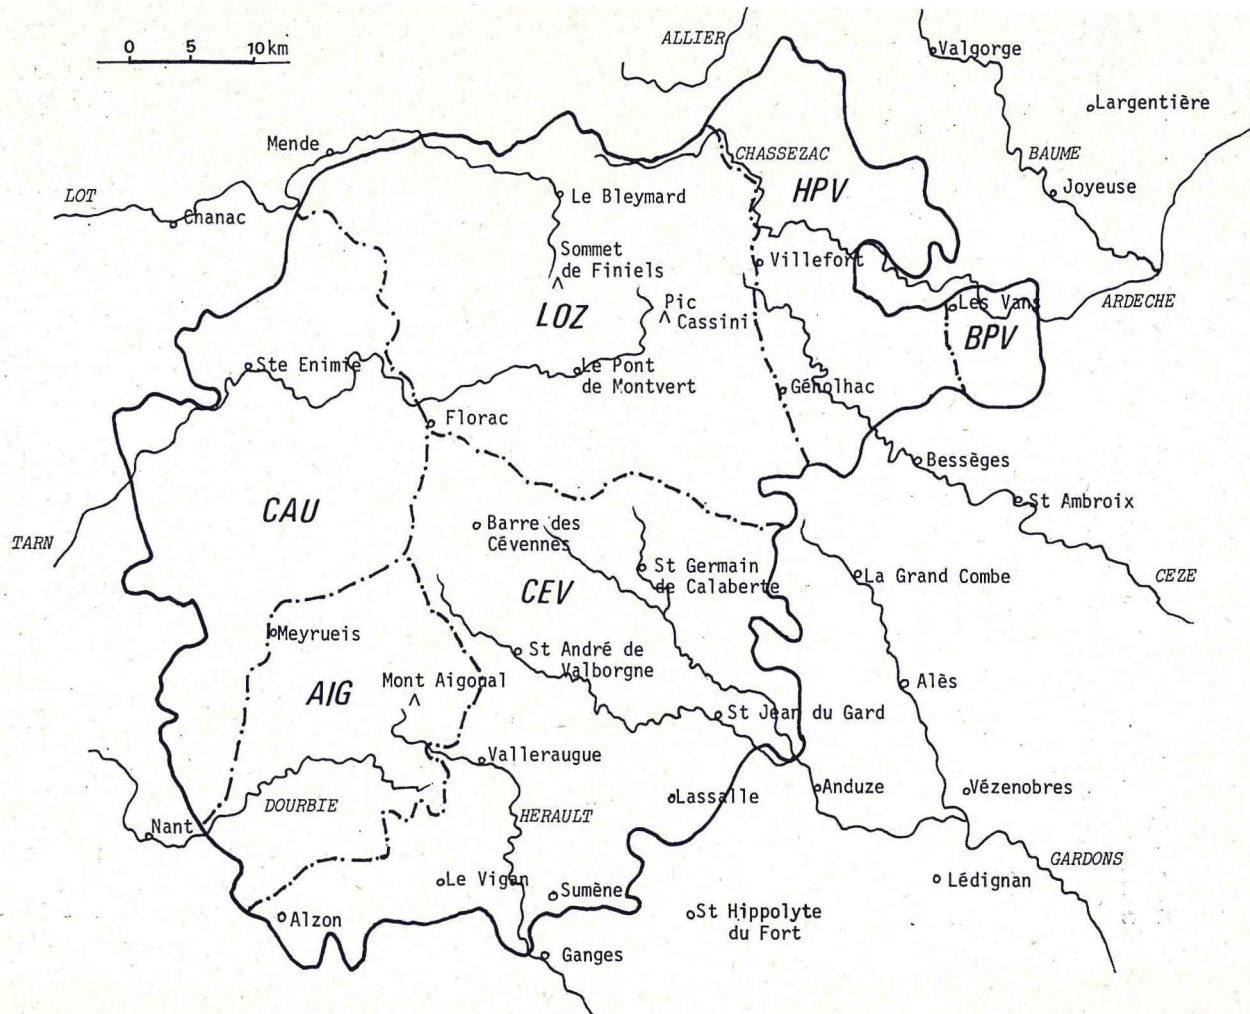 0 5 10 km
ALLIER
Valgorge
Largentière
Mende
CHASSEZAC
BAUME
HPV
LOT
Joyeuse
Le Bleymard
Chanac
Sommet
de Finiels
Villefort
Pic
Cassini
Les Vans
ARDECHE
LOZ
BPV
Ste Enimie
Le Pont
de Montvert
Génolhac
Florac
Bessèges
CAU
St Ambroix
Barre des
Cévennes
TARN
St Germain
de Calaberte
La Grand Combe
CEZE
CEV
Meyrueis
St André de
Valborgne
Mont Aigoual
AIG
Alès
St Jean du Gard
Valleraugue
Lassalle
Anduze
Vézenobres
DOURBIE
HERAULT
Nant
GARDONS
Le Vigan
Sumène
Lédignan
Alzon
St Hippolyte
du Fort
Ganges